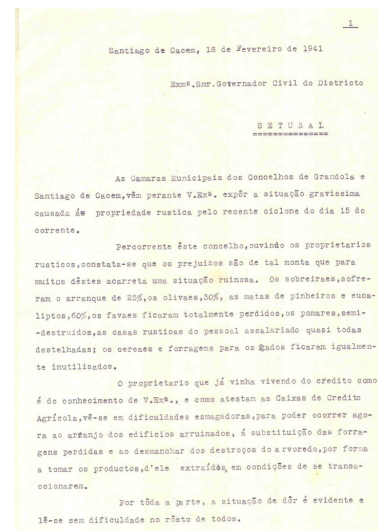 1
Santiago de Cacem, 18 de Fevereiro de 1941
Exmº.Snr.Governador Civil do Districto
S E T U B A L
As Camaras Municipais dos Concelhos de Grandola e
Santiago de Cacem,vêm perante V.Exª. expôr a situação gravissima
causada á propriedade rustica pelo recente ciclone do dia 15 do
corrente.
Percorrente êste concelho,ouvindo os proprietarios
rusticos,constata-se que os prejuizos são de tal monta que para
muitos dêstes acarreta uma situação ruinosa. Os sobreiraes,sofre-
ram o arranque de 25%,os olivaes,30%, as matas de pinheiros e euca-
liptos,60%,os favaes ficaram totalmente perdidos,os pomares,semi-
-destruidos,as casas rusticas do pessoal assalariado quasi todas
destelhadas; os cereaes e forragens para os gados ficaram igualmen-
te inutilisados.
O proprietario que já vinha vivendo do crédito como
é do conhecimento de V.Exª., e como atestam as Caixas de Credito
Agrícola,vê-se em dificuldades esmagadoras,para poder ocorrer ago-
ra ao arranjo dos edificios arruinados, á substituição das forra-
gens perdidas e ao desmanchar dos destroços do arvoredo,por forma
a tomar os productos,d'ele extraídos, em condições de se transa-
ccionarem.
Por tôda a parte, a situação de dôr é evidente e
lê-se sem dificuldade no rôsto de todos.